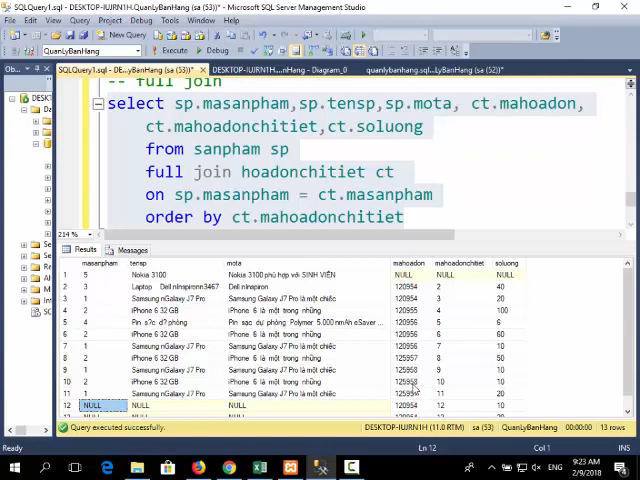 SQLQuery1.sql - DESKTOP-IUJRN1H.QuanLyBanHang (sa (53))* - Microsoft SQL Server Management Studio
File Edit View Query Project Debug Tools Window Help
New Query
QuanLyBanHang Execute Debug
Ob... SQLQuery1.sql - DE...yBanHang (sa (53))* DESKTOP-IUJRN1H....nHang - Diagram_0 quanlybanhang.sql...LyBanHang (sa (52))*
-- full join
select sp.masanpham,sp.tensp,sp.mota, ct.mahoadon,
ct.mahoadonchitiet,ct.soluong
from sanpham sp
full join hoadonchitiet ct
on sp.masanpham = ct.masanpham
order by ct.mahoadonchitiet
214 %
Results Messages
masanpham tensp mota mahoadon mahoadonchitiet soluong
1 5 Nokia 3100 Nokia 3100 phù hợp với SINH VIÊN NULL NULL NULL
2 3 Laptop Dell nInspironn3467 Dell nInspiron 120954 2 40
3 1 Samsung nGalaxy J7 Pro Samsung nGalaxy J7 Pro là một chiếc 120954 3 20
4 2 iPhone 6 32 GB iPhone 6 là một trong những 120955 4 100
5 4 Pin s?c d? phòng Pin sạc dự phòng Polymer 5.000 mAh eSaver ... 120956 5 6
6 2 iPhone 6 32 GB iPhone 6 là một trong những 120956 6 60
7 1 Samsung nGalaxy J7 Pro Samsung nGalaxy J7 Pro là một chiếc 120956 7 10
8 2 iPhone 6 32 GB iPhone 6 là một trong những 125957 8 50
9 1 Samsung nGalaxy J7 Pro Samsung nGalaxy J7 Pro là một chiếc 125958 9 10
10 2 iPhone 6 32 GB iPhone 6 là một trong những 125958 10 10
11 1 Samsung nGalaxy J7 Pro Samsung nGalaxy J7 Pro là một chiếc 125954 11 20
12 NULL NULL NULL 120954 12 10
Query executed successfully. DESKTOP-IUJRN1H (11.0 RTM) sa (53) QuanLyBanHang 00:00:00 13 rows
Ready Ln 12 Col 1
ENG 9:23 AM
2/9/2018